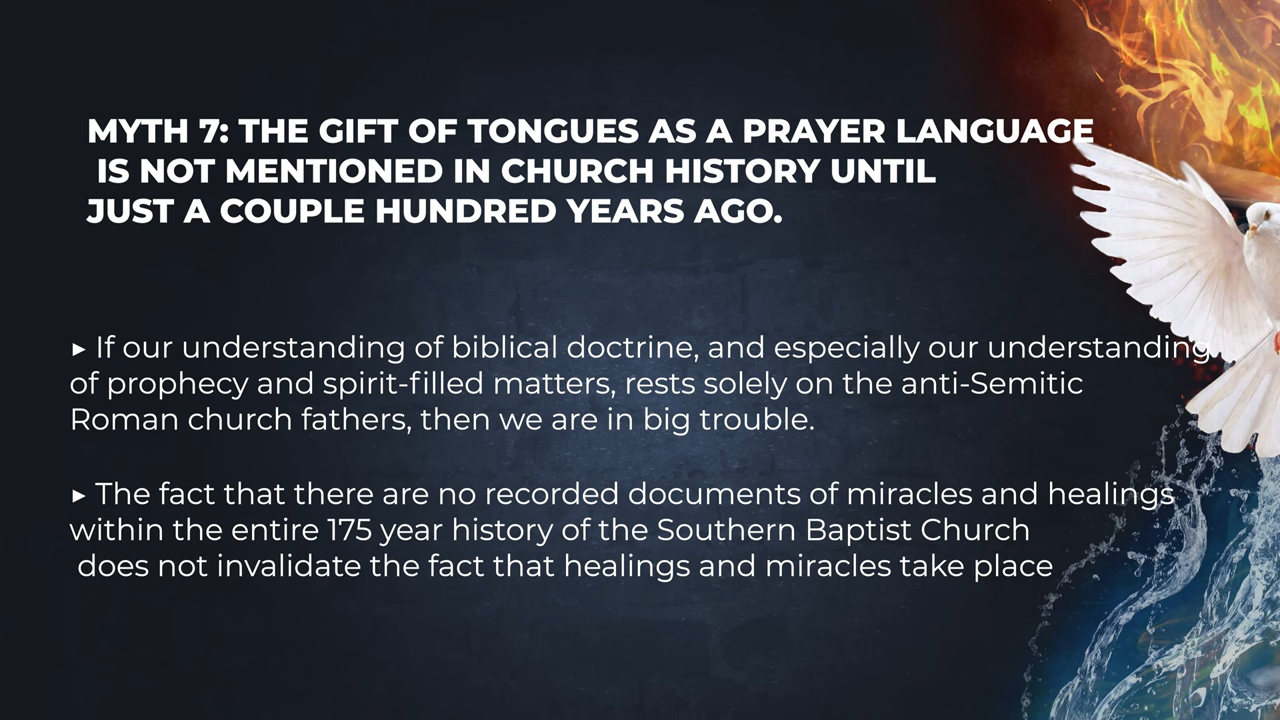 MYTH 7: THE GIFT OF TONGUES AS A PRAYER LANGUAGE
IS NOT MENTIONED IN CHURCH HISTORY UNTIL
JUST A COUPLE HUNDRED YEARS AGO.
▸ If our understanding of biblical doctrine, and especially our understanding
of prophecy and spirit-filled matters, rests solely on the anti-Semitic
Roman church fathers, then we are in big trouble.
▸ The fact that there are no recorded documents of miracles and healings
within the entire 175 year history of the Southern Baptist Church
does not invalidate the fact that healings and miracles take place